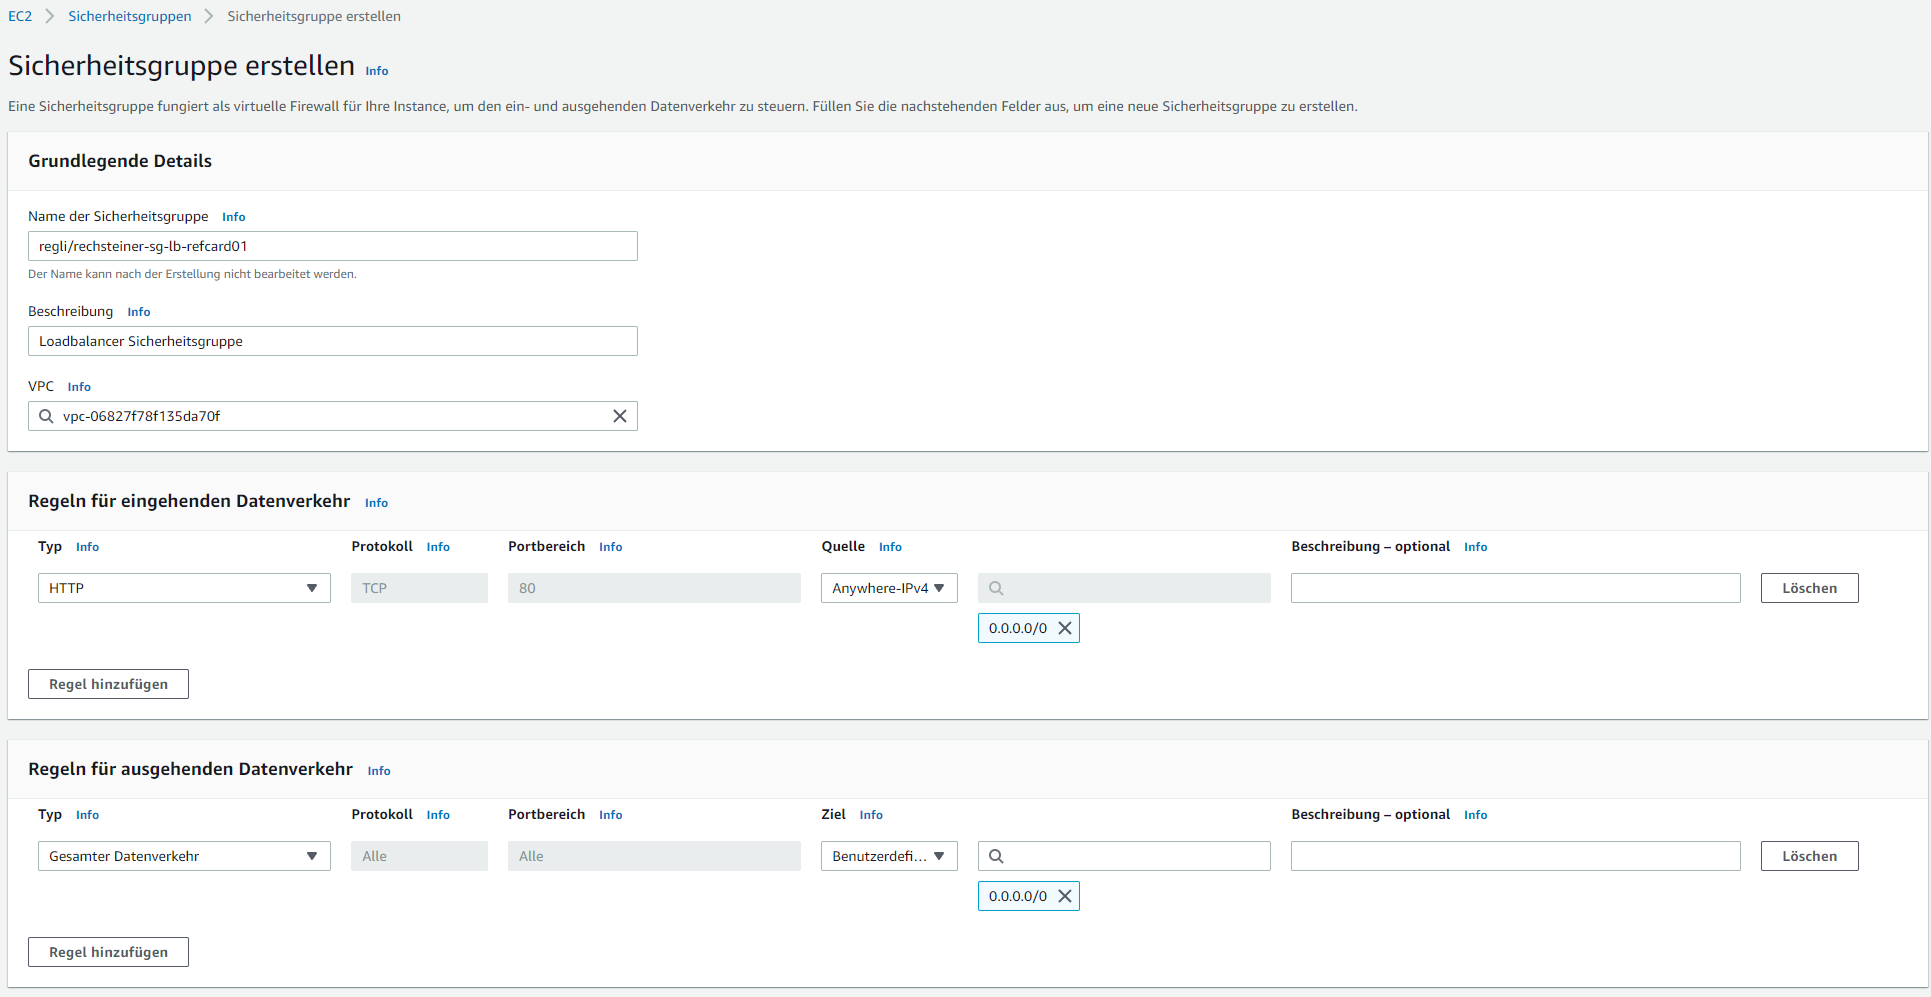 EC2 Sicherheitsgruppen Sicherheitsgruppe erstellen
Sicherheitsgruppe erstellen Info
Eine Sicherheitsgruppe fungiert als virtuelle Firewall für Ihre Instance, um den ein- und ausgehenden Datenverkehr zu steuern. Füllen Sie die nachstehenden Felder aus, um eine neue Sicherheitsgruppe zu erstellen.
Grundlegende Details
Name der Sicherheitsgruppe Info
regli/rechsteiner-sg-lb-refcard01
Der Name kann nach der Erstellung nicht bearbeitet werden.
Beschreibung Info
Loadbalancer Sicherheitsgruppe
VPC Info
vpc-06827f78f135da70f
Regeln für eingehenden Datenverkehr Info
Typ Info Protokoll Info Portbereich Info Quelle Info Beschreibung – optional Info
HTTP TCP 80 Anywhere-IPv4 Löschen
0.0.0.0/0
Regel hinzufügen
Regeln für ausgehenden Datenverkehr Info
Typ Info Protokoll Info Portbereich Info Ziel Info Beschreibung – optional Info
Gesamter Datenverkehr Alle Alle Benutzerdefi... Löschen
0.0.0.0/0
Regel hinzufügen